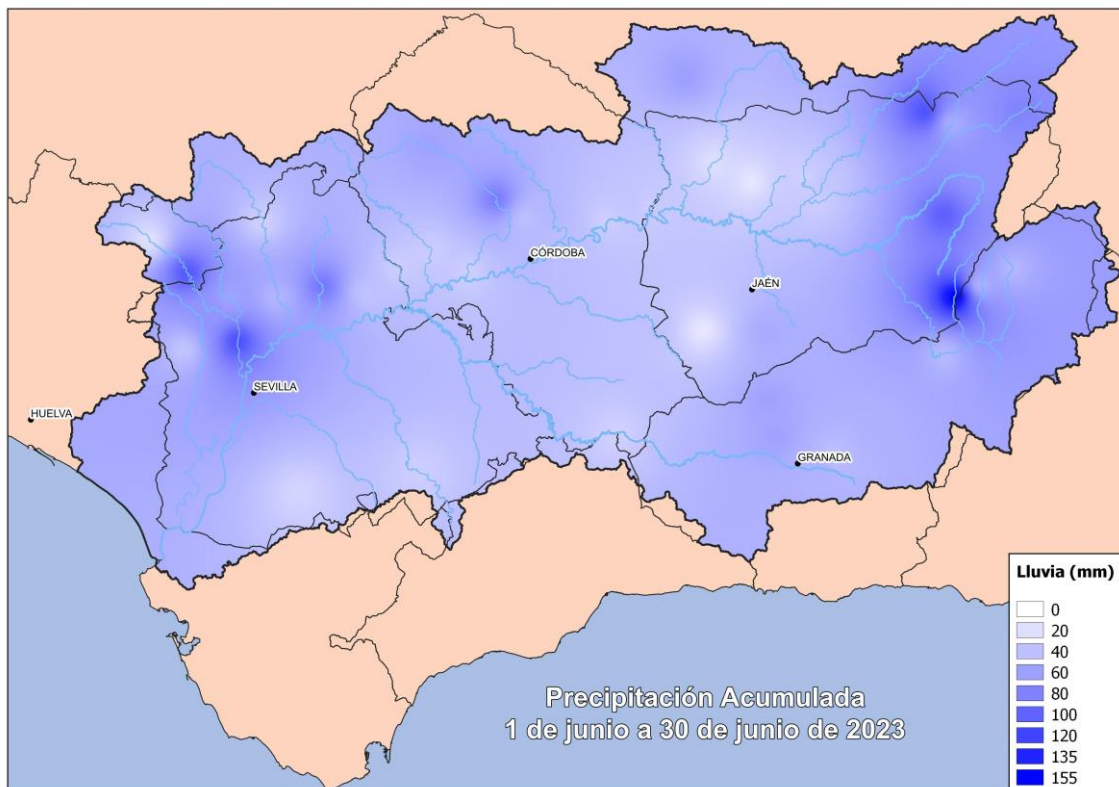 CÓRDOBA
JAÉN
SEVILLA
HUELVA
GRANADA
Precipitación Acumulada
1 de junio a 30 de junio de 2023
Lluvia (mm)
0
20
40
60
80
100
120
135
155